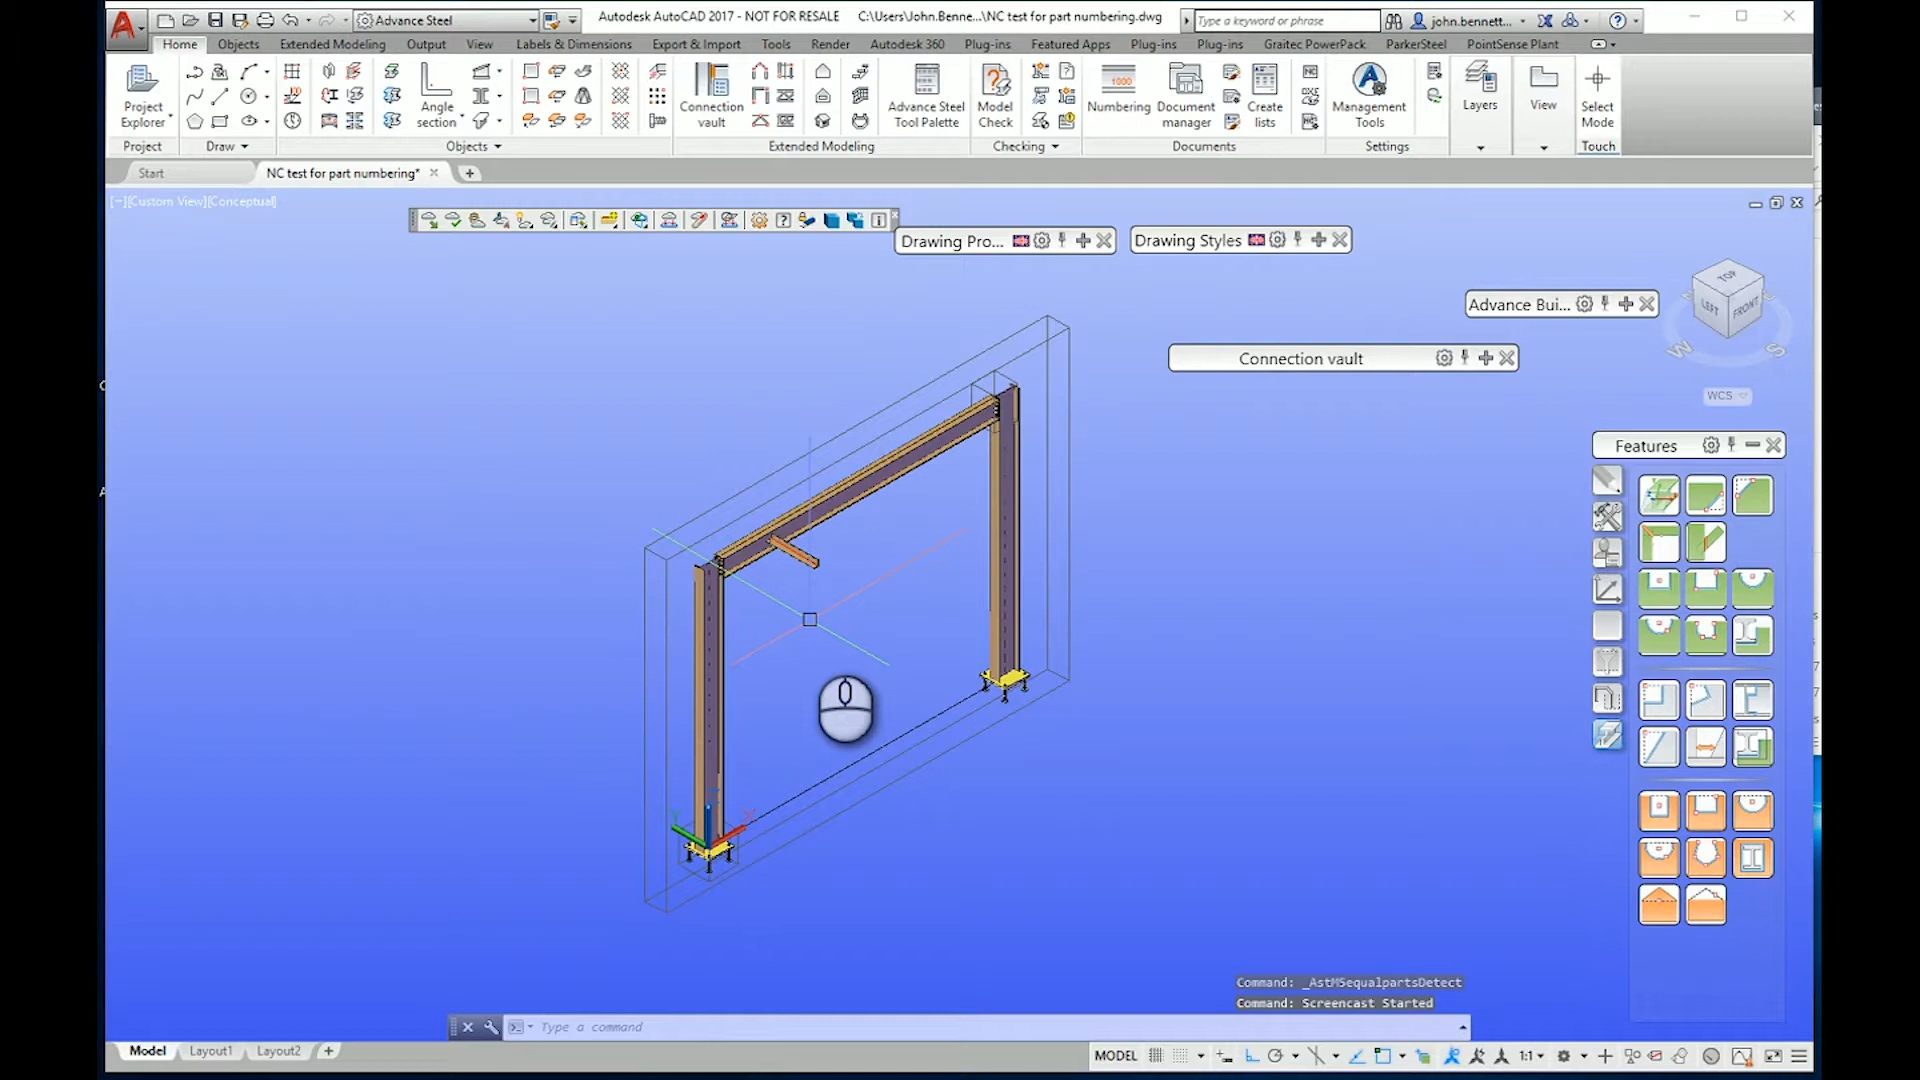 Advance Steel
Autodesk AutoCAD 2017 - NOT FOR RESALE C:\Users\John.Benne...\NC test for part numbering.dwg
Type a keyword or phrase
john.bennett...
Home Objects Extended Modeling Output View Labels & Dimensions Export & Import Tools Render Autodesk 360 Plug-ins Featured Apps Plug-ins Plug-ins Graitec PowerPack ParkerSteel PointSense Plant
Project Explorer
Angle section
Connection vault
Advance Steel Tool Palette
Model Check
1000
Numbering
Document manager
Create lists
Management Tools
Layers
View
Select Mode
Project Draw Objects Extended Modeling Checking Documents Settings Touch
Start NC test for part numbering*
[−][Custom View][Conceptual]
Drawing Pro...
Drawing Styles
Advance Bui...
Connection vault
TOP
LEFT
FRONT
W
S
WCS
Features
X
Y
Command: _AstM5equalpartsDetect
Command: Screencast Started
Type a command
Model Layout1 Layout2
MODEL
1:1